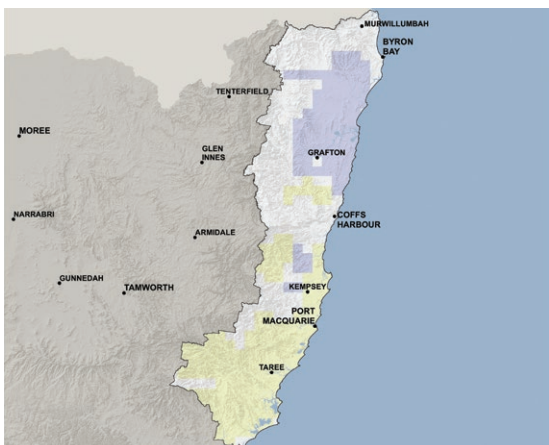 MURWILLUMBAH
BYRON
BAY
TENTERFIELD
MOREE
GLEN
INNES
GRAFTON
NARRABRI
COFFS
HARBOUR
ARMIDALE
GUNNEDAH
TAMWORTH
KEMPSEY
PORT
MACQUARIE
TAREE